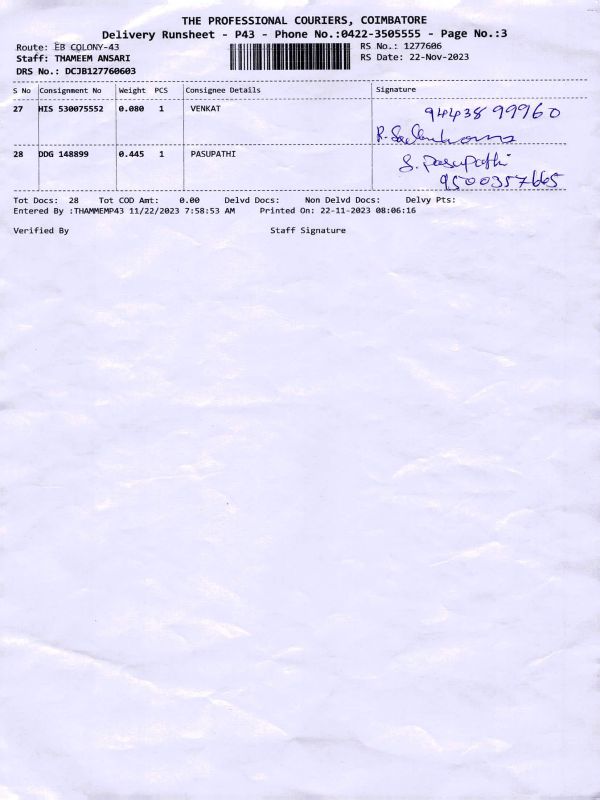 THE PROFESSIONAL COURIERS, COIMBATORE
Delivery Runsheet - P43 - Phone No.:0422-3505555 - Page No.:3
Route: EB COLONY-43 RS No.: 1277606
Staff: THAMEEM ANSARI RS Date: 22-Nov-2023
DRS No.: DCJB127760603
S No Consignment No Weight PCS Consignee Details Signature
27 HIS 530075552 0.080 1 VENKAT 9443899960
28 DDG 148899 0.445 1 PASUPATHI S. Pasupathi
9500357665
Tot Docs: 28 Tot COD Amt: 0.00 Delvd Docs: Non Delvd Docs: Delvy Pts:
Entered By :THAMMEMP43 11/22/2023 7:58:53 AM Printed On: 22-11-2023 08:06:16
Verified By Staff Signature